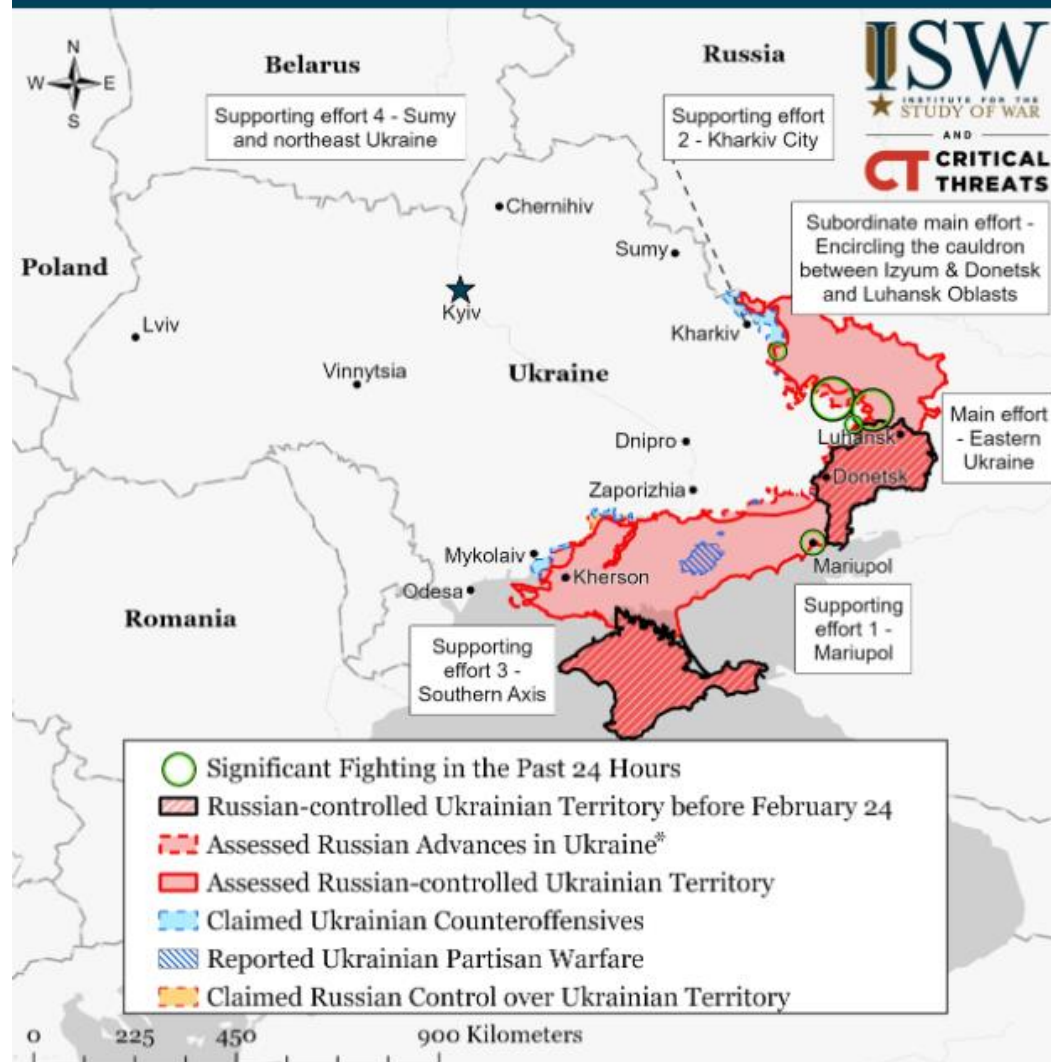 N
W E
S
Belarus
Russia
ISW
INSTITUTE FOR THE
STUDY OF WAR
AND
CT CRITICAL
THREATS
Supporting effort 4 - Sumy
and northeast Ukraine
Supporting effort
2 - Kharkiv City
Subordinate main effort -
Encircling the cauldron
between Izyum & Donetsk
and Luhansk Oblasts
Chernihiv
Sumy
Poland
Kyiv
Lviv
Kharkiv
Vinnytsia
Ukraine
Main effort
- Eastern
Ukraine
Luhansk
Dnipro
Donetsk
Zaporizhia
Mykolaiv
Mariupol
Kherson
Odesa
Romania
Supporting
effort 1 -
Mariupol
Supporting
effort 3 -
Southern Axis
Significant Fighting in the Past 24 Hours
Russian-controlled Ukrainian Territory before February 24
Assessed Russian Advances in Ukraine*
Assessed Russian-controlled Ukrainian Territory
Claimed Ukrainian Counteroffensives
Reported Ukrainian Partisan Warfare
Claimed Russian Control over Ukrainian Territory
0 225 450 900 Kilometers